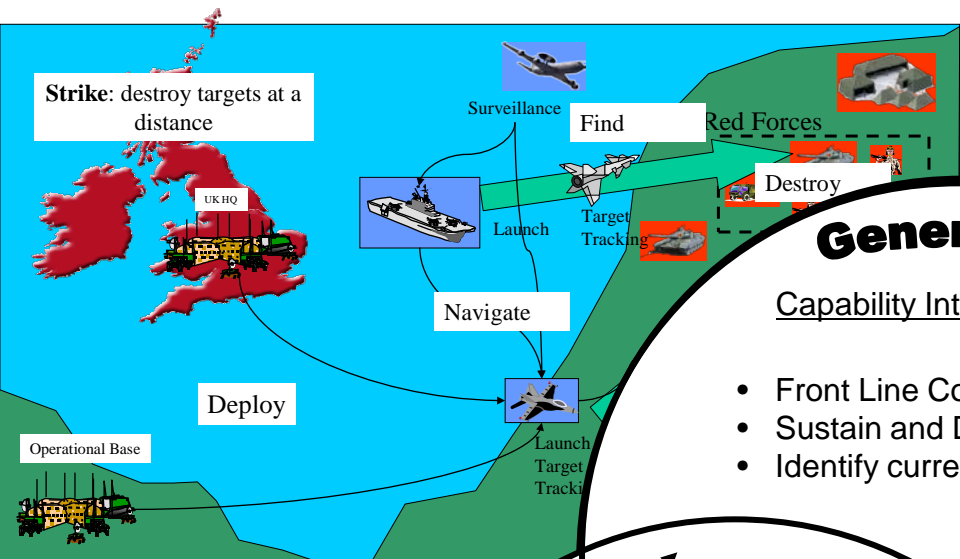 Strike: destroy targets at a
distance
Surveillance
Find
Red Forces
UK HQ
Destroy
Launch
Target
Tracking
Navigate
Deploy
Operational Base
Launch
Target
Tracki
Gener
Capability Int
• Front Line Co
• Sustain and D
• Identify curre